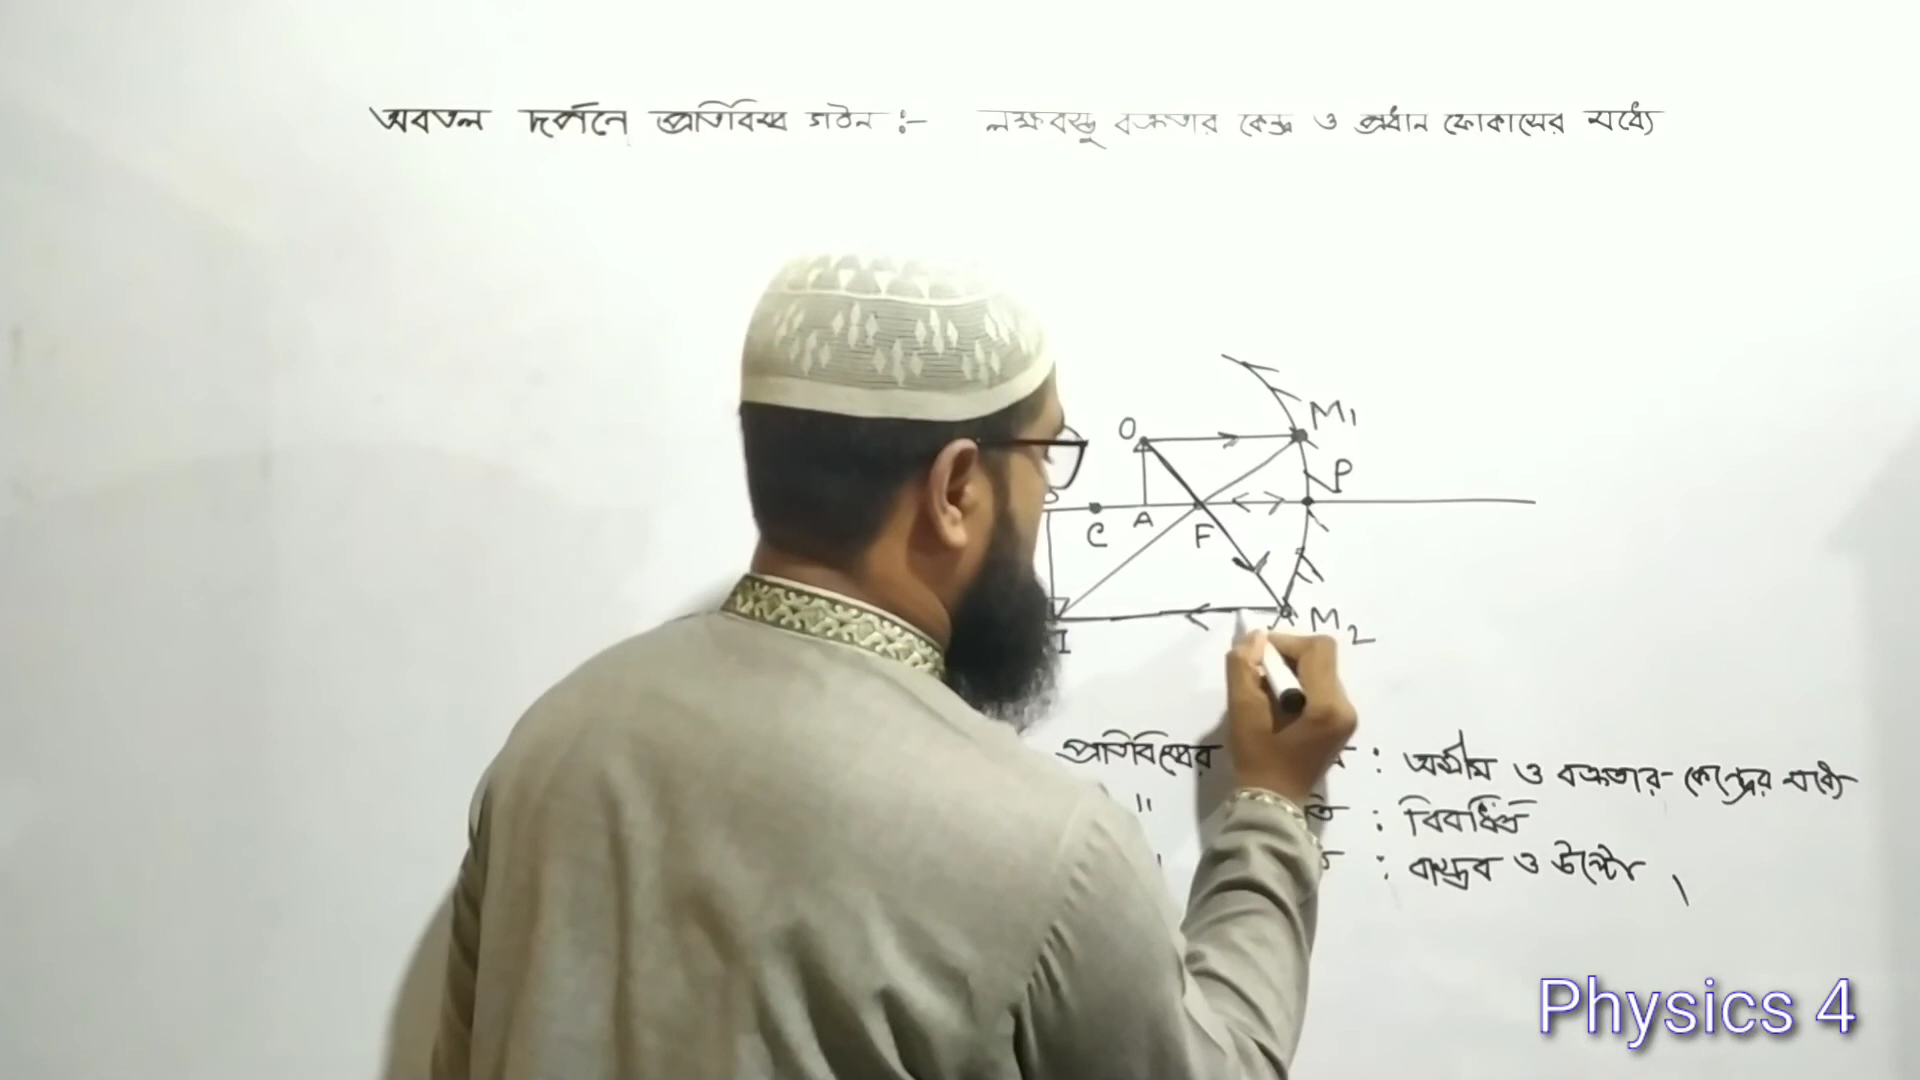 অবতল দর্পনে প্রতিবিম্ব গঠন :- লক্ষবস্তু বক্রতার কেন্দ্র ও প্রধান ফোকাসের মধ্যে
M1
O
P
C A F
M2
I
প্রতিবিম্বের : অসীম ও বক্রতার কেন্দ্রের মধ্যে
" : বিবর্ধিত
: বাস্তব ও উল্টো ।
Physics 4